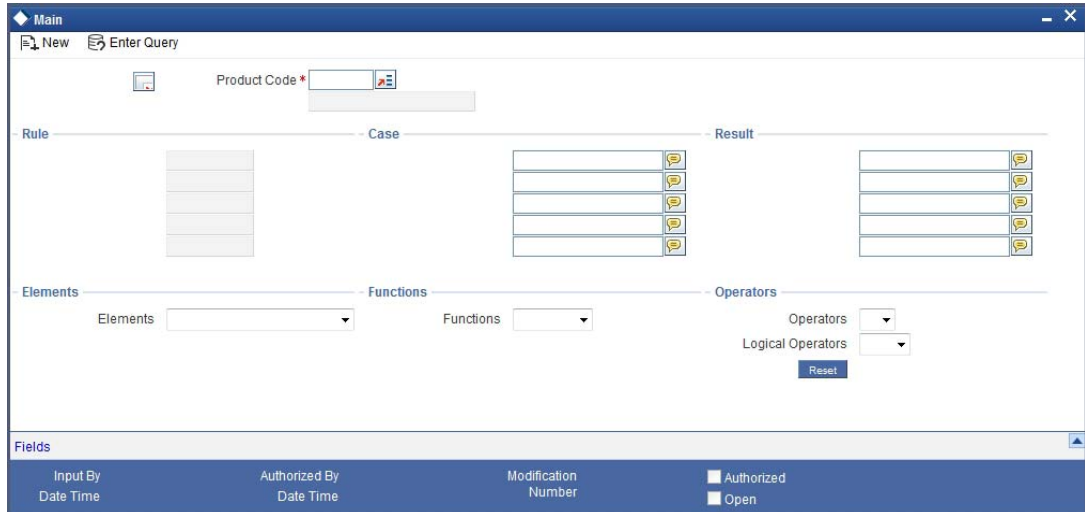 Main
New Enter Query
Product Code *
Rule Case Result
Elements Functions Operators
Elements Functions Operators
Logical Operators
Reset
Fields
Input By Authorized By Modification Authorized
Date Time Date Time Number Open